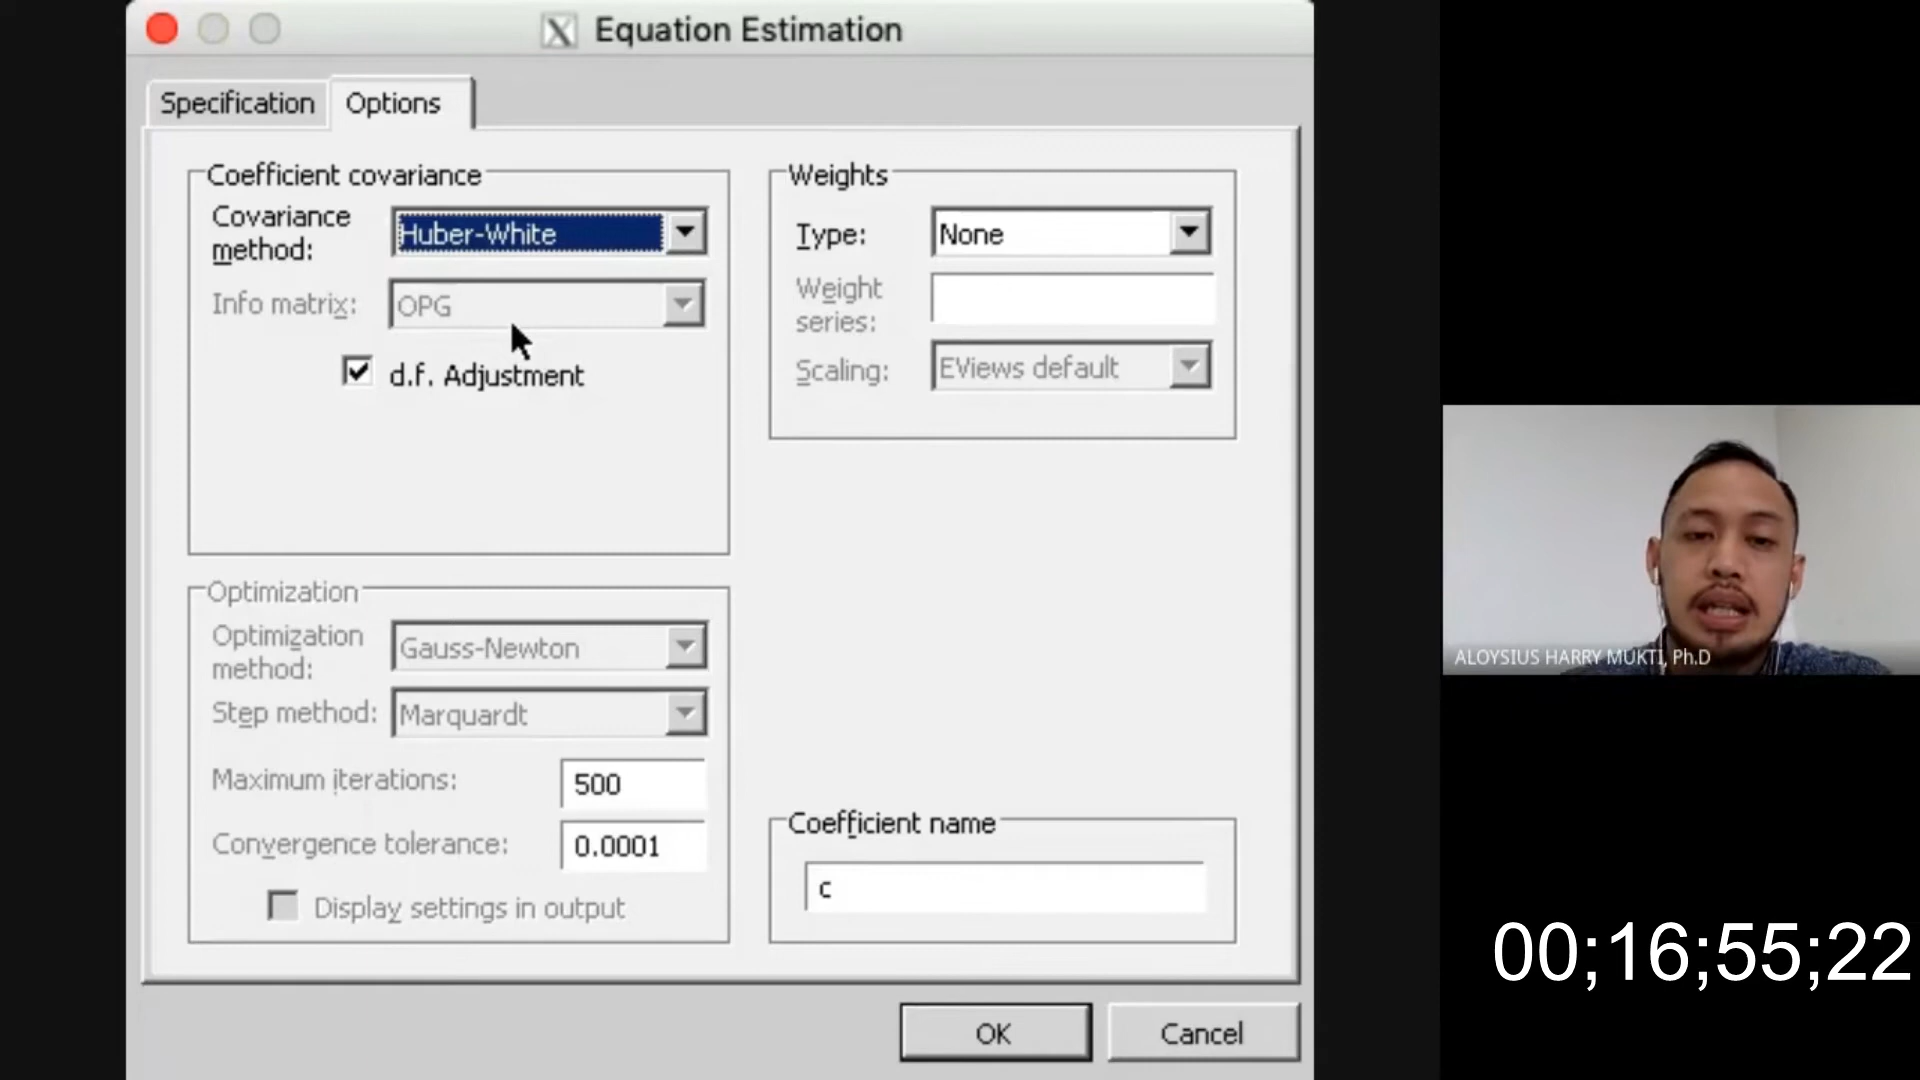 Equation Estimation
Specification
Options
Coefficient covariance
Covariance
method:
Huber-White
Info matrix:
OPG
d.f. Adjustment
Weights
Type:
None
Weight
series:
Scaling:
EViews default
Optimization
Optimization
method:
Gauss-Newton
Step method:
Marquardt
Maximum iterations:
500
Convergence tolerance:
0.0001
Display settings in output
Coefficient name
c
OK
Cancel
ALOYSIUS HARRY MUKTI, Ph.D
00;16;55;22